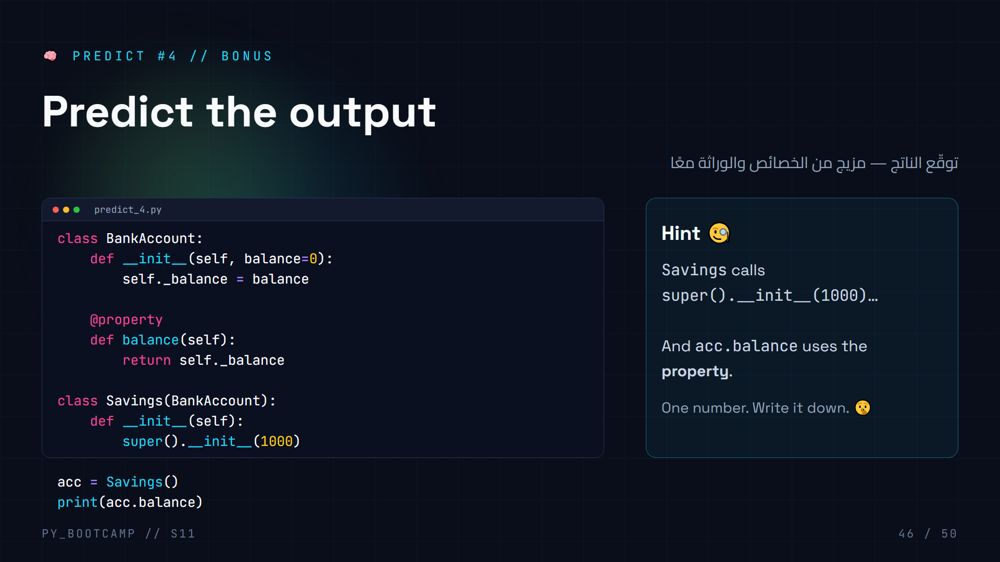 🧠 PREDICT #4 // BONUS
Predict the output
توقّع الناتج — مزيج من الخصائص والوراثة معًا
predict_4.py
class BankAccount:
    def __init__(self, balance=0):
        self._balance = balance
    @property
    def balance(self):
        return self._balance
class Savings(BankAccount):
    def __init__(self):
        super().__init__(1000)
acc = Savings()
print(acc.balance)
Hint 🧐
Savings calls
super().__init__(1000)…
And acc.balance uses the
property.
One number. Write it down. 🤫
PY_BOOTCAMP // S11
46 / 50